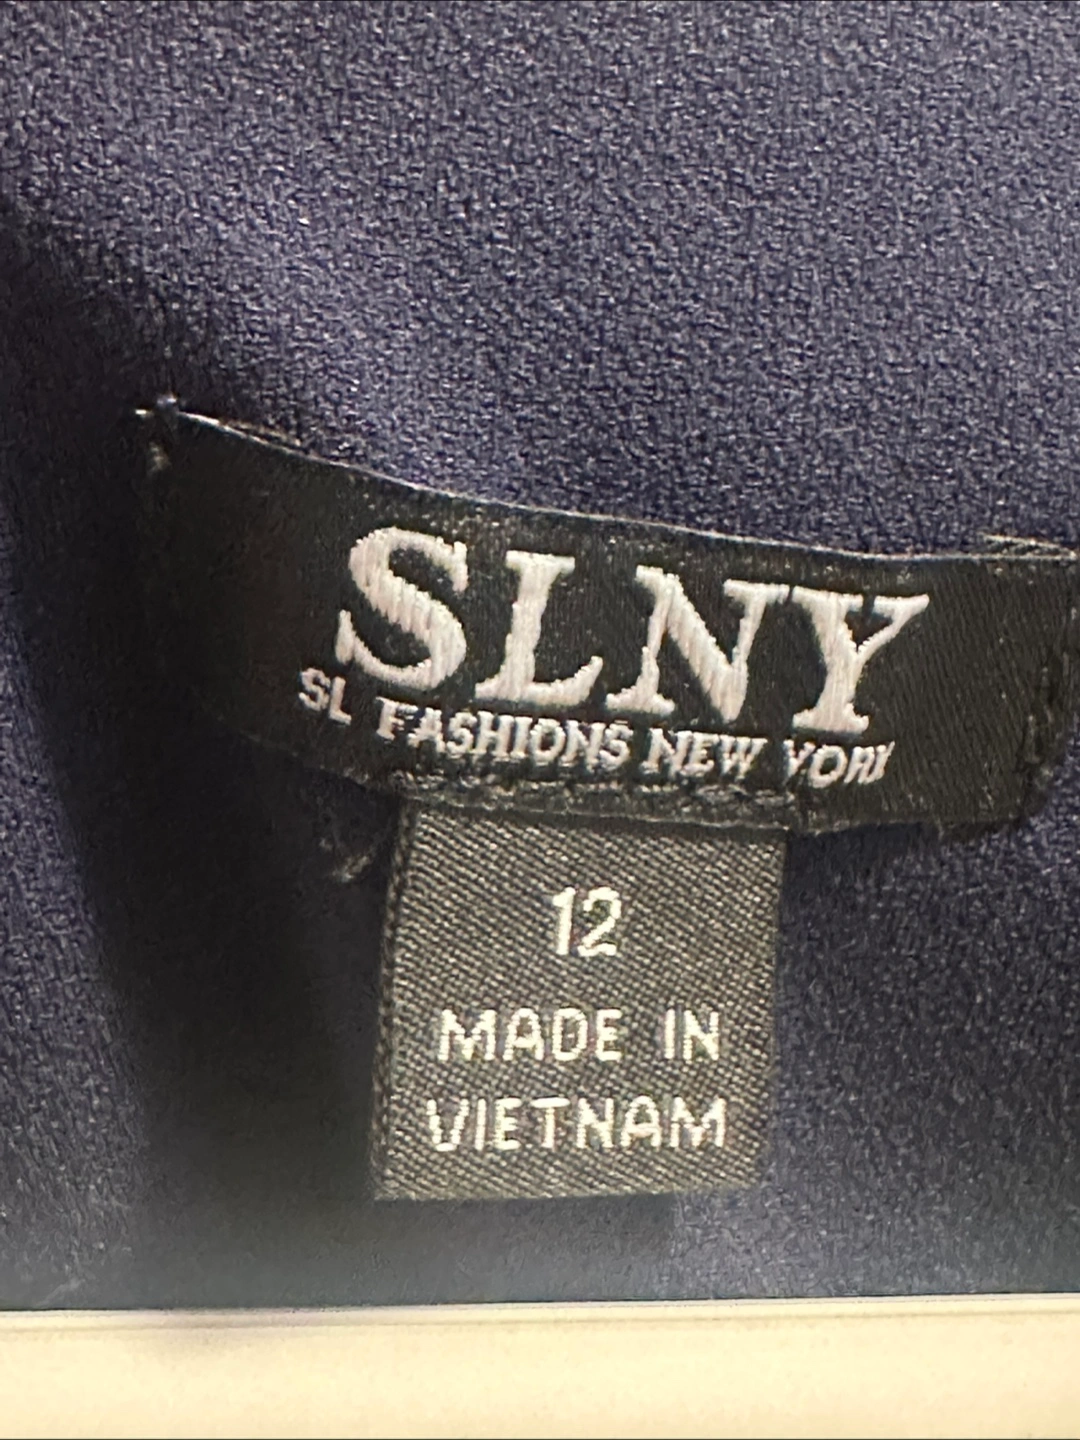 SLNY
SL FASHIONS NEW YORK
12
MADE IN
VIETNAM